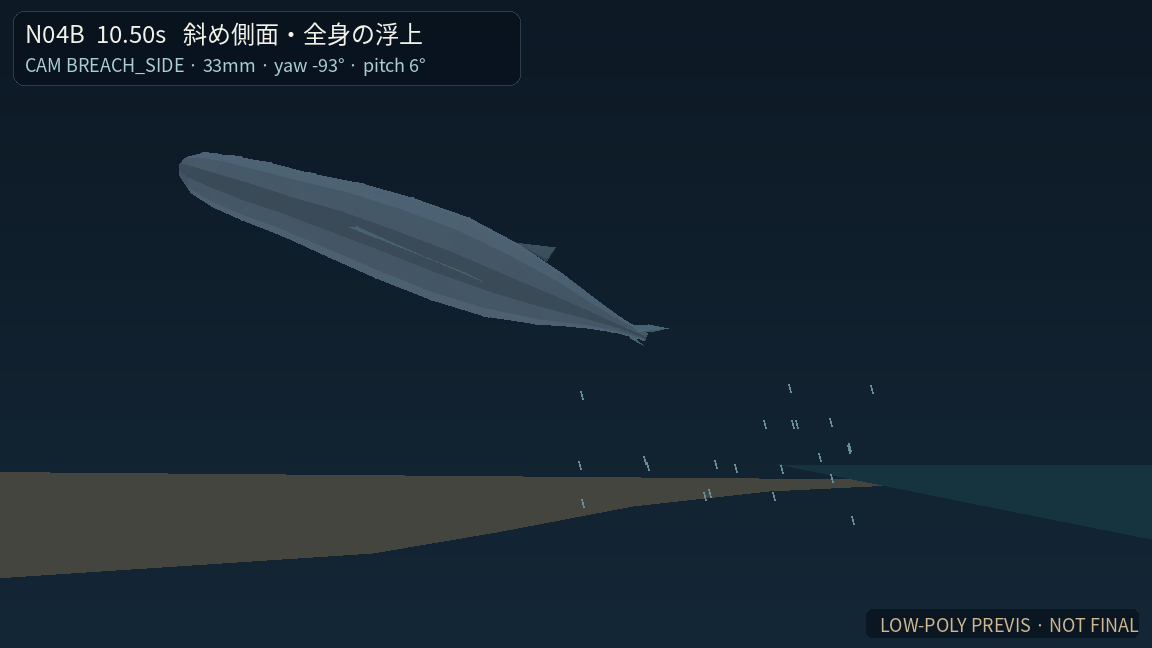 N04B 10.50s 斜め側面・全身の浮上
CAM BREACH_SIDE · 33mm · yaw -93° · pitch 6°
LOW-POLY PREVIS · NOT FINAL